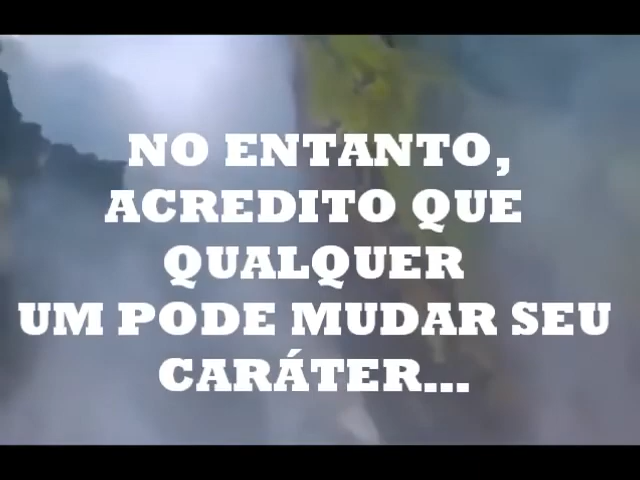 NO ENTANTO,
ACREDITO QUE
QUALQUER
UM PODE MUDAR SEU
CARÁTER...